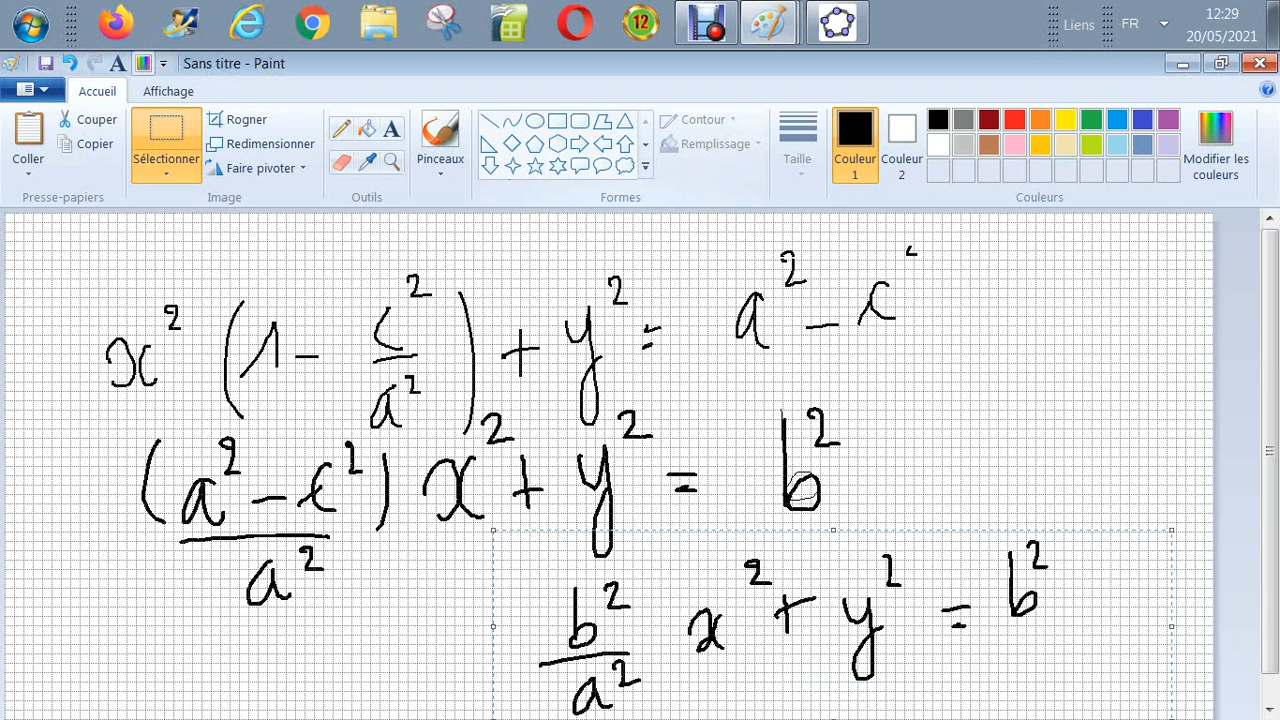 12
Liens
FR
12:29
20/05/2021
Sans titre - Paint
Accueil
Affichage
Coller
Couper
Copier
Presse-papiers
Sélectionner
Rogner
Redimensionner
Faire pivoter
Image
A
Outils
Pinceaux
Contour
Remplissage
Formes
Taille
Couleur 1
Couleur 2
Modifier les couleurs
Couleurs
x² (1 - c²/a²) + y² = a² - c²
(a² - c²)/a² x² + y² = b²
b²/a² x² + y² = b²